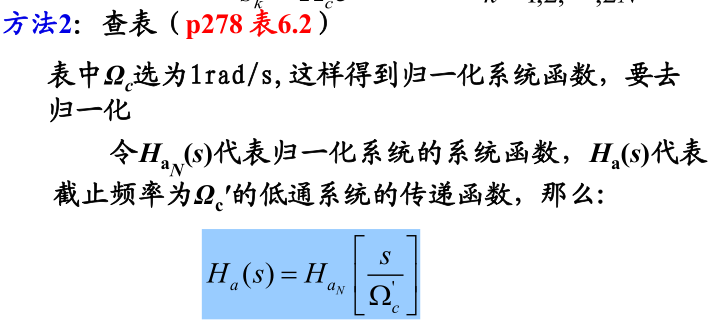 方法2：查表（p278 表6.2）
表中Ωc选为1rad/s,这样得到归一化系统函数，要去
归一化
令HaN(s)代表归一化系统的系统函数，Ha(s)代表
截止频率为Ωc′的低通系统的传递函数，那么:
Ha(s) = HaN[s/Ωc']